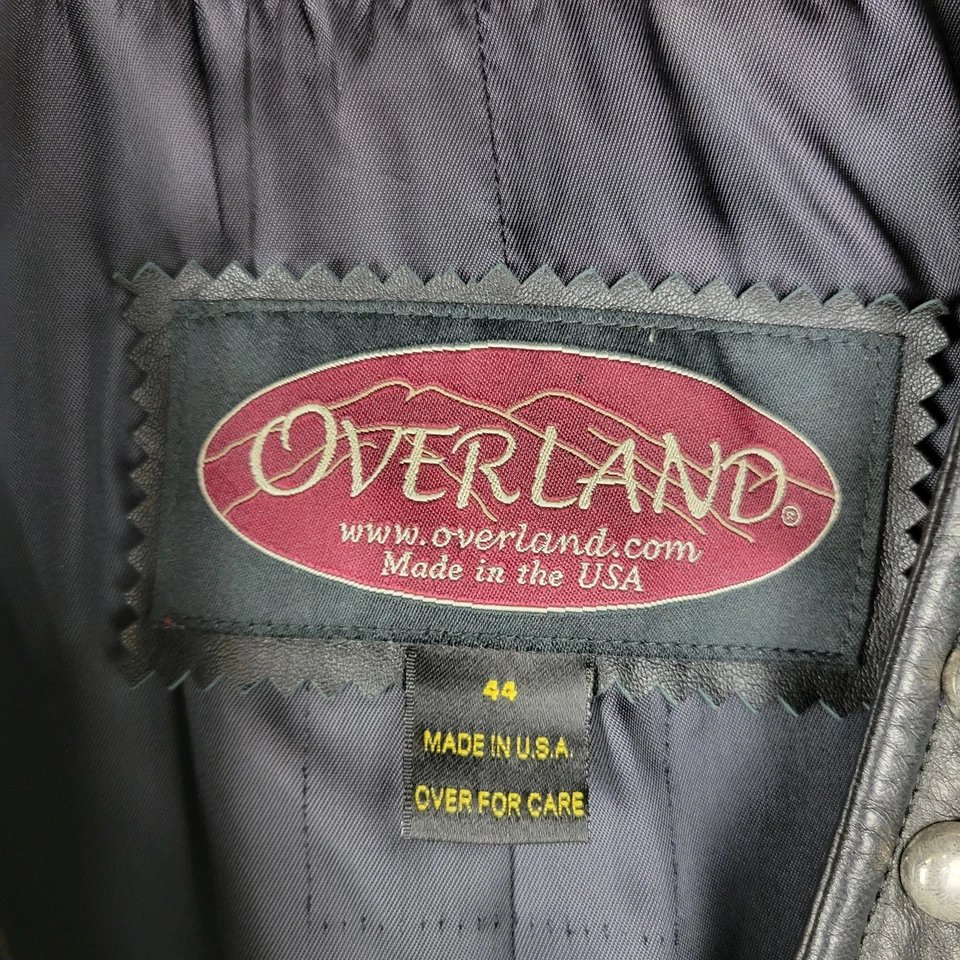 OVERLAND®
www.overland.com
Made in the USA
44
MADE IN U.S.A.
OVER FOR CARE